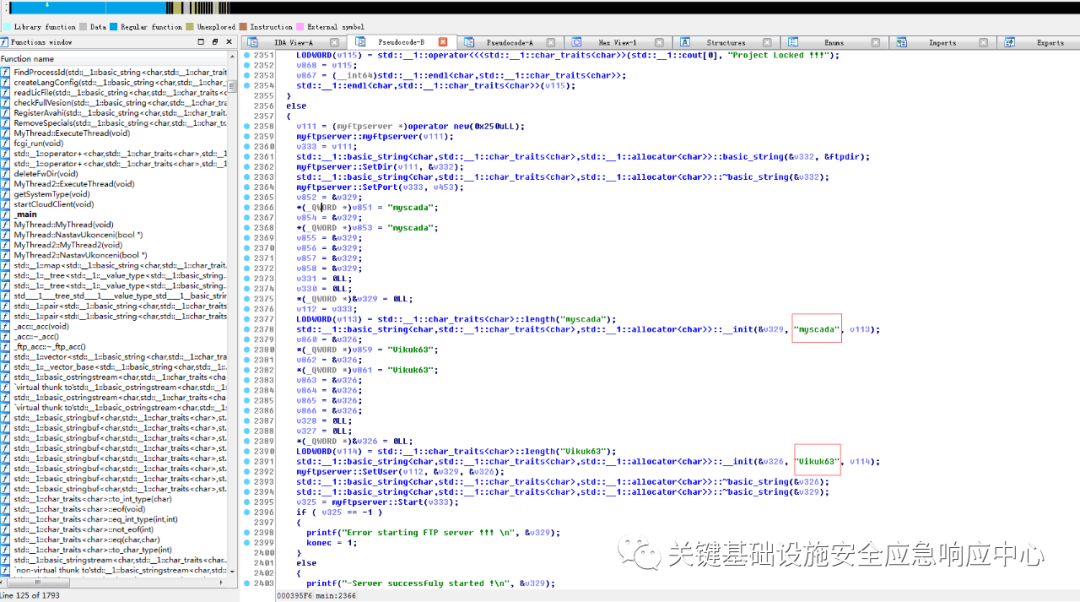 Library function Data Regular function Unexplored Instruction External symbol
Functions window
IDA View-A Pseudocode-B Pseudocode-A Hex View-1 Structures Enums Imports Exports
Function name
FindProcessId(std::__1::basic_string<char,std::__1::char_trait
createLangConfig(std::__1::basic_string<char,std::__1::char_tr
readLicFile(std::__1::basic_string<char,std::__1::char_traits<c
checkFullVesion(std::__1::basic_string<char,std::__1::char_tra
RegisterAvahi(std::__1::basic_string<char,std::__1::char_trait.
RemoveSpecials(std::__1::basic_string<char,std::__1::char_tr
MyThread::ExecuteThread(void)
fcgi_run(void)
std::__1::operator+<char,std::__1::char_traits<char>,std::__1
std::__1::operator+<char,std::__1::char_traits<char>,std::__1
deleteFwDir(void)
MyThread2::ExecuteThread(void)
getSystemType(void)
startCloudClient(void)
_main
MyThread::MyThread(void)
MyThread::NastavUkonceni(bool *)
MyThread2::MyThread2(void)
MyThread2::NastavUkonceni(bool *)
std::__1::map<std::__1::basic_string<char,std::__1::char_trait.
std::__1::__tree<std::__1::__value_type<std::__1::basic_string.
std::__1::__tree<std::__1::__value_type<std::__1::basic_string.
std___1___tree_std___1___value_type_std___1__basic_strin
std::__1::pair<std::__1::basic_string<char,std::__1::char_traits
std::__1::pair<std::__1::basic_string<char,std::__1::char_traits
_acc::_acc(void)
_acc::~_acc()
_ftp_acc::~_ftp_acc()
std::__1::vector<std::__1::basic_string<char,std::__1::char_tra
std::__1::__vector_base<std::__1::basic_string<char,std::__1::
std::__1::basic_ostringstream<char,std::__1::char_traits<char
`virtual thunk to'std::__1::basic_ostringstream<char,std::__1::
std::__1::basic_ostringstream<char,std::__1::char_traits<char
`virtual thunk to'std::__1::basic_ostringstream<char,std::__1::
std::__1::basic_stringbuf<char,std::__1::char_traits<char>,st.
std::__1::basic_stringbuf<char,std::__1::char_traits<char>,st.
std::__1::basic_stringbuf<char,std::__1::char_traits<char>,st.
std::__1::basic_stringbuf<char,std::__1::char_traits<char>,st.
std::__1::basic_stringbuf<char,std::__1::char_traits<char>,st.
std::__1::basic_stringbuf<char,std::__1::char_traits<char>,st.
std::__1::basic_stringbuf<char,std::__1::char_traits<char>,st.
std::__1::basic_stringbuf<char,std::__1::char_traits<char>,st.
std::__1::char_traits<char>::to_int_type(char)
std::__1::char_traits<char>::eof(void)
std::__1::char_traits<char>::eq_int_type(int,int)
std::__1::char_traits<char>::not_eof(int)
std::__1::char_traits<char>::eq(char,char)
std::__1::char_traits<char>::to_char_type(int)
std::__1::basic_ostringstream<char,std::__1::char_traits<char
`non-virtual thunk to'std::__1::basic_ostringstream<char,std::
Line 125 of 1793
2351 LODWORD(v115) = std::__1::operator<<<std::__1::char_traits<char>>(std::__1::cout[0], "Project Locked !!!");
2352 v868 = v115;
2353 v867 = (__int64)std::__1::endl<char,std::__1::char_traits<char>>;
2354 std::__1::endl<char,std::__1::char_traits<char>>(v115);
2355 }
2356 else
2357 {
2358 v111 = (myftpserver *)operator new(0x250uLL);
2359 myftpserver::myftpserver(v111);
2360 v333 = v111;
2361 std::__1::basic_string<char,std::__1::char_traits<char>,std::__1::allocator<char>>::basic_string(&v332, &ftpdir);
2362 myftpserver::SetDir(v111, &v332);
2363 std::__1::basic_string<char,std::__1::char_traits<char>,std::__1::allocator<char>>::~basic_string(&v332);
2364 myftpserver::SetPort(v333, v453);
2365 v852 = &v329;
2366 *(_QWORD *)v851 = "myscada";
2367 v854 = &v329;
2368 *(_QWORD *)v853 = "myscada";
2369 v855 = &v329;
2370 v856 = &v329;
2371 v857 = &v329;
2372 v858 = &v329;
2373 v331 = 0LL;
2374 v330 = 0LL;
2375 *(_QWORD *)&v329 = 0LL;
2376 v112 = v333;
2377 LODWORD(v113) = std::__1::char_traits<char>::length("myscada");
2378 std::__1::basic_string<char,std::__1::char_traits<char>,std::__1::allocator<char>>::__init(&v329, "myscada", v113);
2379 v860 = &v326;
2380 *(_QWORD *)v859 = "Vikuk63";
2381 v862 = &v326;
2382 *(_QWORD *)v861 = "Vikuk63";
2383 v863 = &v326;
2384 v864 = &v326;
2385 v865 = &v326;
2386 v866 = &v326;
2387 v328 = 0LL;
2388 v327 = 0LL;
2389 *(_QWORD *)&v326 = 0LL;
2390 LODWORD(v114) = std::__1::char_traits<char>::length("Vikuk63");
2391 std::__1::basic_string<char,std::__1::char_traits<char>,std::__1::allocator<char>>::__init(&v326, "Vikuk63", v114);
2392 myftpserver::SetUser(v112, &v329, &v326);
2393 std::__1::basic_string<char,std::__1::char_traits<char>,std::__1::allocator<char>>::~basic_string(&v326);
2394 std::__1::basic_string<char,std::__1::char_traits<char>,std::__1::allocator<char>>::~basic_string(&v329);
2395 v325 = myftpserver::Start(v333);
2396 if ( v325 == -1 )
2397 {
2398 printf("Error starting FTP server !!! \n", &v329);
2399 konec = 1;
2400 }
2401 else
2402 {
2403 printf("-Server successfuly started !\n", &v329);
000395F6 main:2366
关键基础设施安全应急响应中心